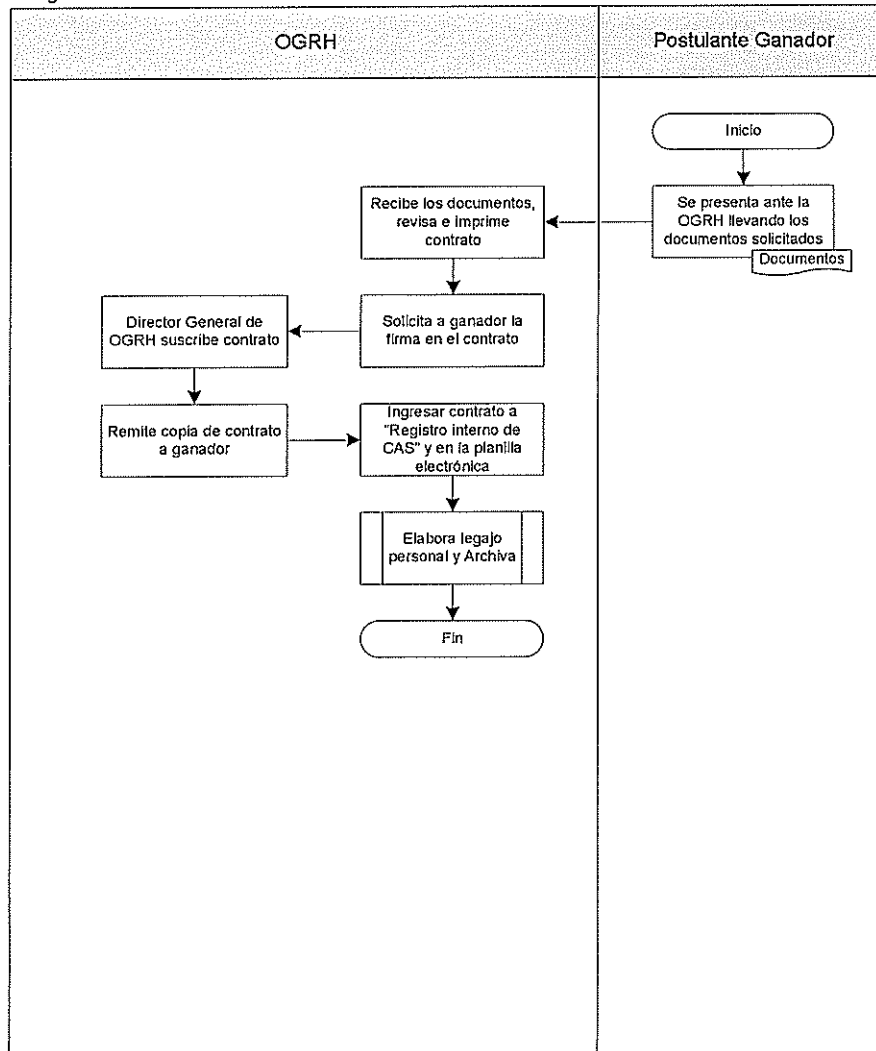 OGRH
Postulante Ganador
Inicio
Se presenta ante la
OGRH llevando los
documentos solicitados
Documentos
Recibe los documentos,
revisa e imprime
contrato
Solicita a ganador la
firma en el contrato
Director General de
OGRH suscribe contrato
Remite copia de contrato
a ganador
Ingresar contrato a
"Registro interno de
CAS" y en la planilla
electrónica
Elabora legajo
personal y Archiva
Fin